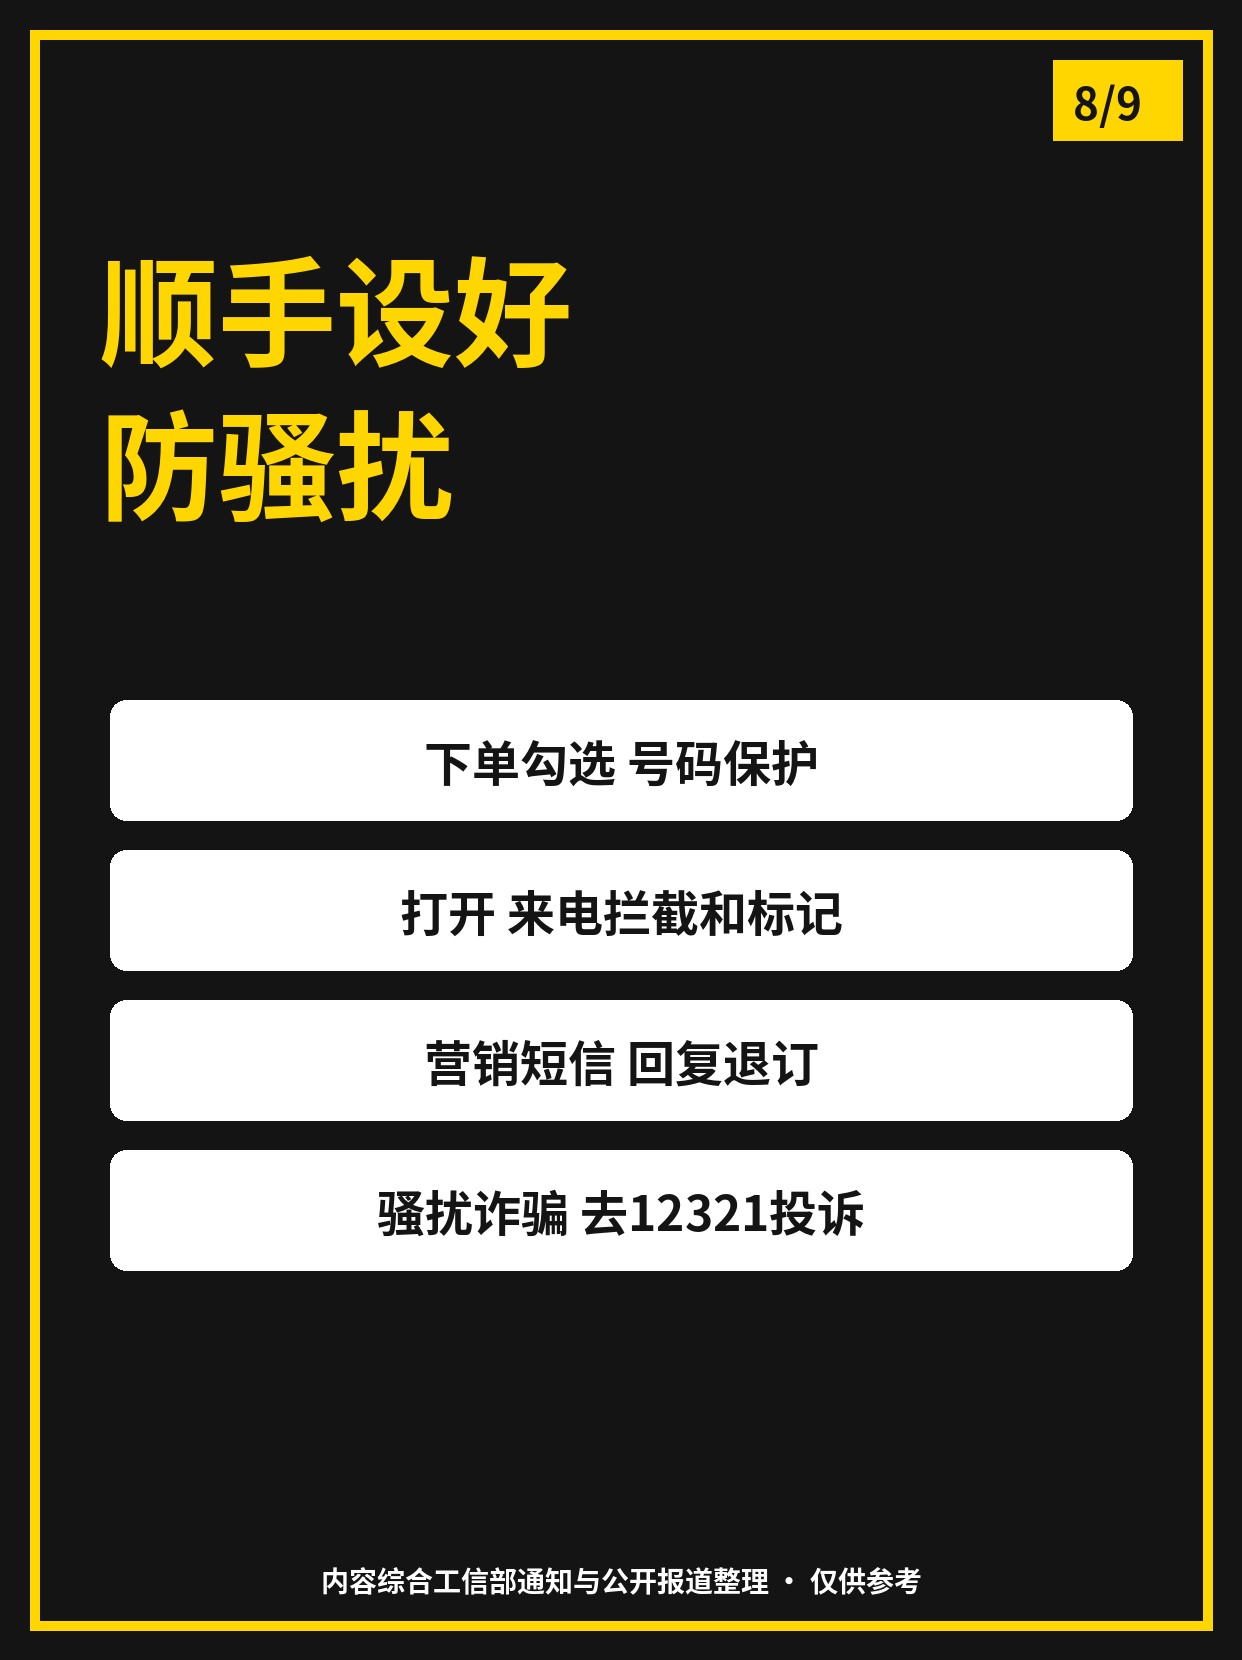 8/9
顺手设好
防骚扰
下单勾选 号码保护
打开 来电拦截和标记
营销短信 回复退订
骚扰诈骗 去12321投诉
内容综合工信部通知与公开报道整理 · 仅供参考